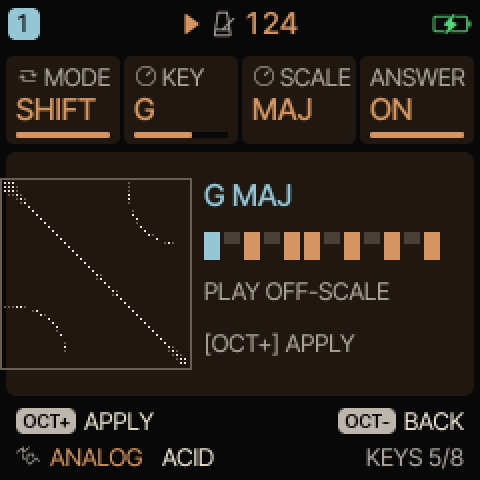 1 124
MODE KEY SCALE ANSWER
SHIFT G MAJ ON
G MAJ
PLAY OFF-SCALE
[OCT+] APPLY
OCT+ APPLY OCT- BACK
ANALOG ACID KEYS 5/8